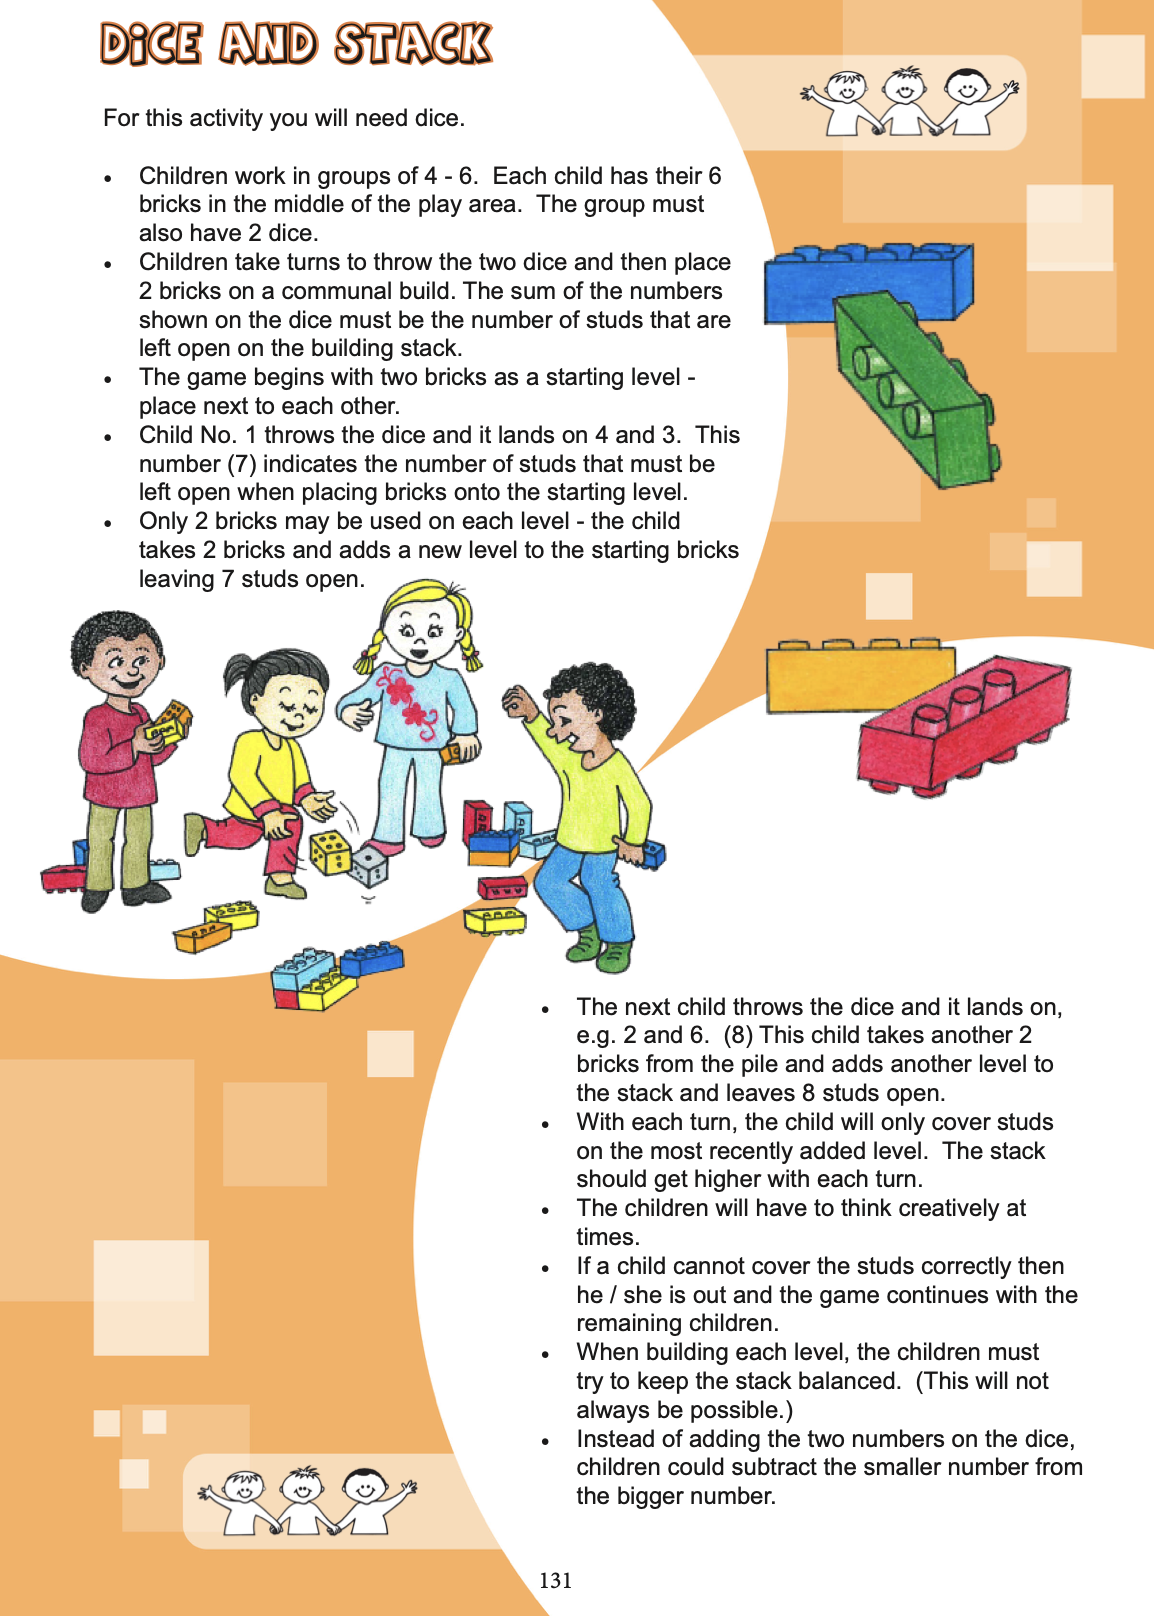 DiCE AND STACK
For this activity you will need dice.
• Children work in groups of 4 - 6.  Each child has their 6
bricks in the middle of the play area.  The group must
also have 2 dice.
• Children take turns to throw the two dice and then place
2 bricks on a communal build. The sum of the numbers
shown on the dice must be the number of studs that are
left open on the building stack.
• The game begins with two bricks as a starting level -
place next to each other.
• Child No. 1 throws the dice and it lands on 4 and 3.  This
number (7) indicates the number of studs that must be
left open when placing bricks onto the starting level.
• Only 2 bricks may be used on each level - the child
takes 2 bricks and adds a new level to the starting bricks
leaving 7 studs open.
• The next child throws the dice and it lands on,
e.g. 2 and 6.  (8) This child takes another 2
bricks from the pile and adds another level to
the stack and leaves 8 studs open.
• With each turn, the child will only cover studs
on the most recently added level.  The stack
should get higher with each turn.
• The children will have to think creatively at
times.
• If a child cannot cover the studs correctly then
he / she is out and the game continues with the
remaining children.
• When building each level, the children must
try to keep the stack balanced.  (This will not
always be possible.)
• Instead of adding the two numbers on the dice,
children could subtract the smaller number from
the bigger number.
131